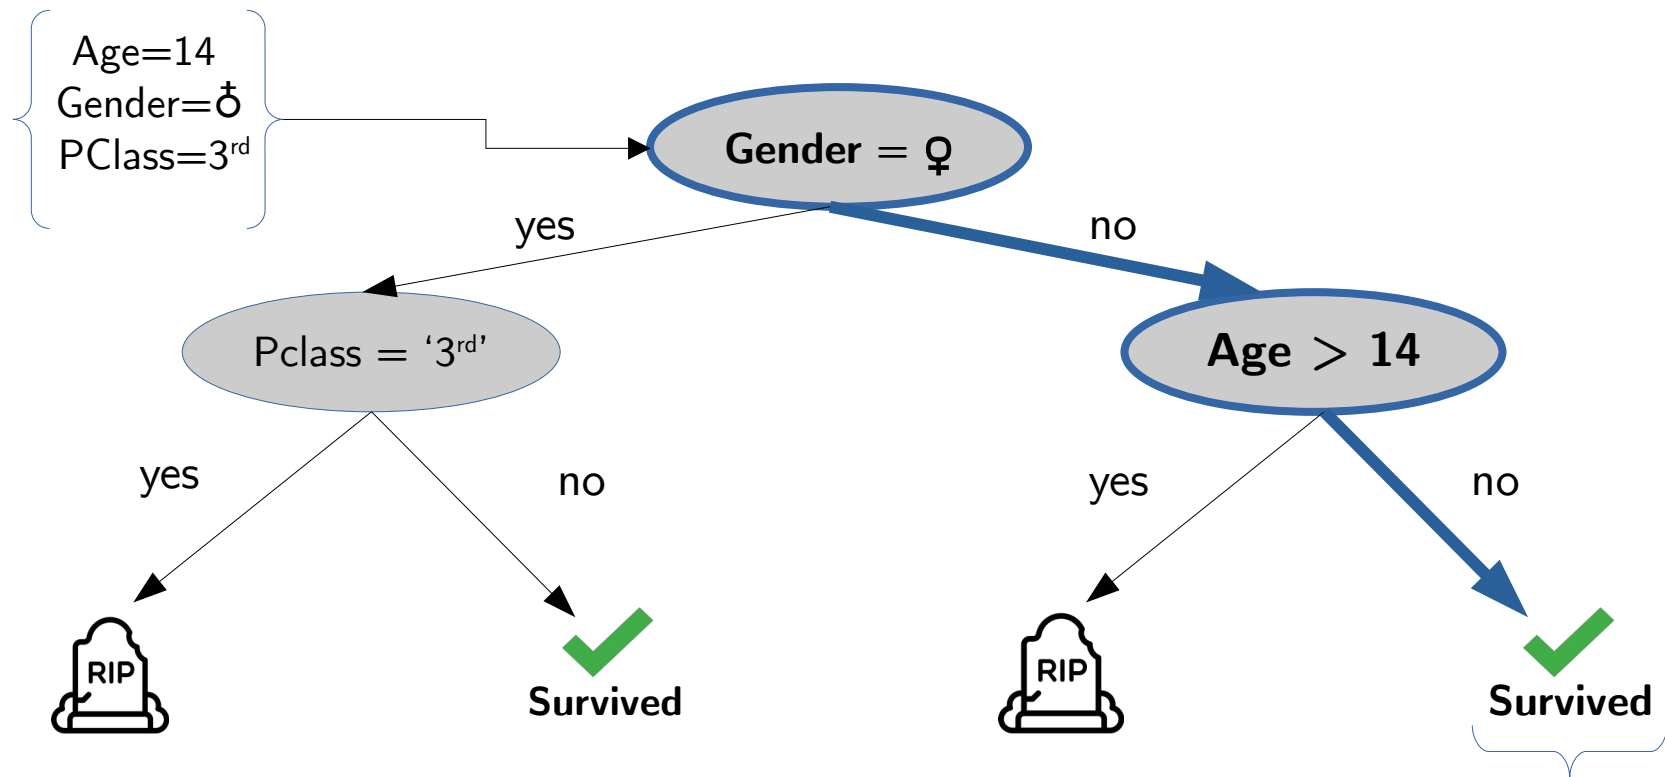 Age=14
Gender=♁
PClass=3rd
Gender = ♀
yes
no
Pclass = ‘3rd’
Age > 14
yes
no
yes
no
RIP
Survived
RIP
Survived